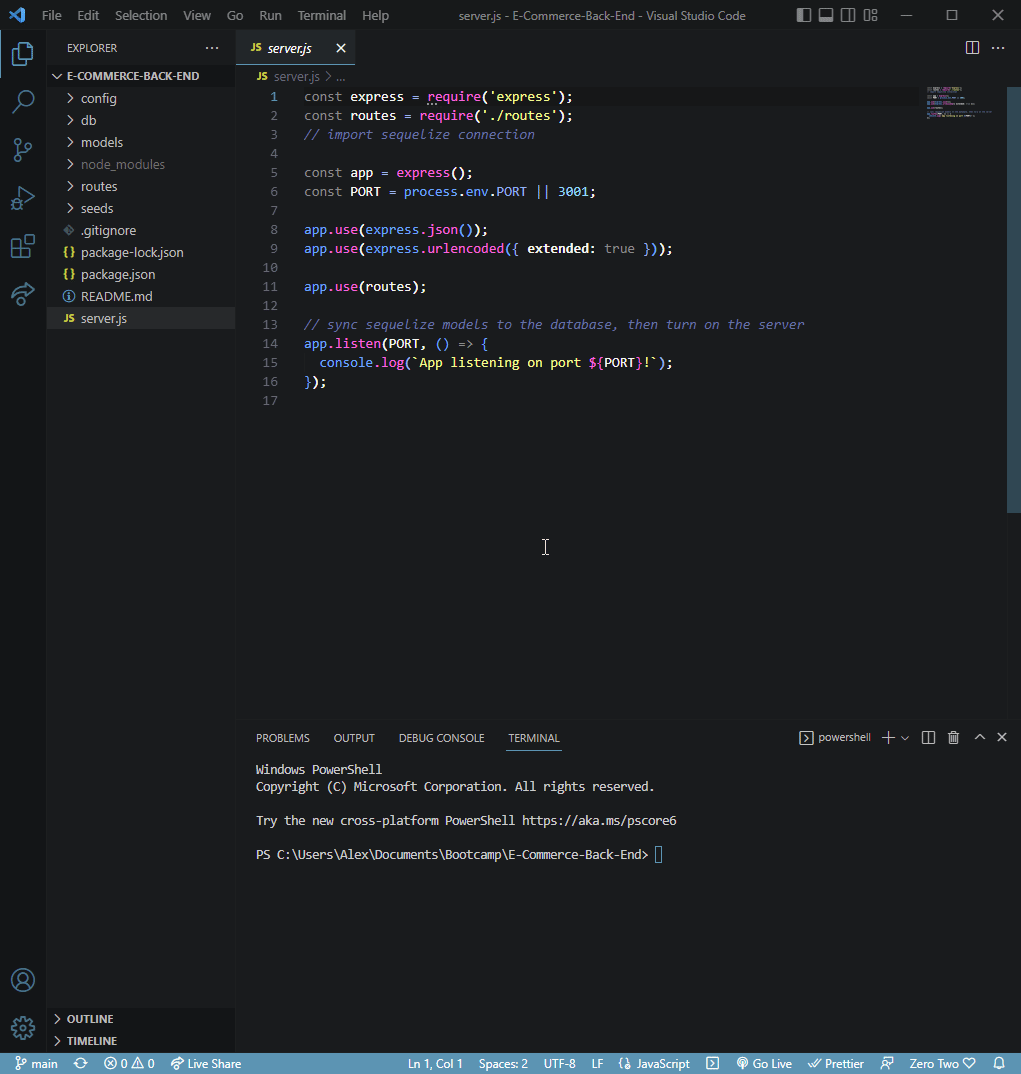 File Edit Selection View Go Run Terminal Help server.js - E-Commerce-Back-End - Visual Studio Code
EXPLORER
E-COMMERCE-BACK-END
config
db
models
node_modules
routes
seeds
.gitignore
{} package-lock.json
{} package.json
README.md
JS server.js
OUTLINE
TIMELINE
JS server.js
JS server.js > ...
1 const express = require('express');
2 const routes = require('./routes');
3 // import sequelize connection
4
5 const app = express();
6 const PORT = process.env.PORT || 3001;
7
8 app.use(express.json());
9 app.use(express.urlencoded({ extended: true }));
10
11 app.use(routes);
12
13 // sync sequelize models to the database, then turn on the server
14 app.listen(PORT, () => {
15 console.log(`App listening on port ${PORT}!`);
16 });
17
PROBLEMS OUTPUT DEBUG CONSOLE TERMINAL powershell
Windows PowerShell
Copyright (C) Microsoft Corporation. All rights reserved.
Try the new cross-platform PowerShell https://aka.ms/pscore6
PS C:\Users\Alex\Documents\Bootcamp\E-Commerce-Back-End>
main 0 0 Live Share Ln 1, Col 1 Spaces: 2 UTF-8 LF {} JavaScript Go Live Prettier Zero Two